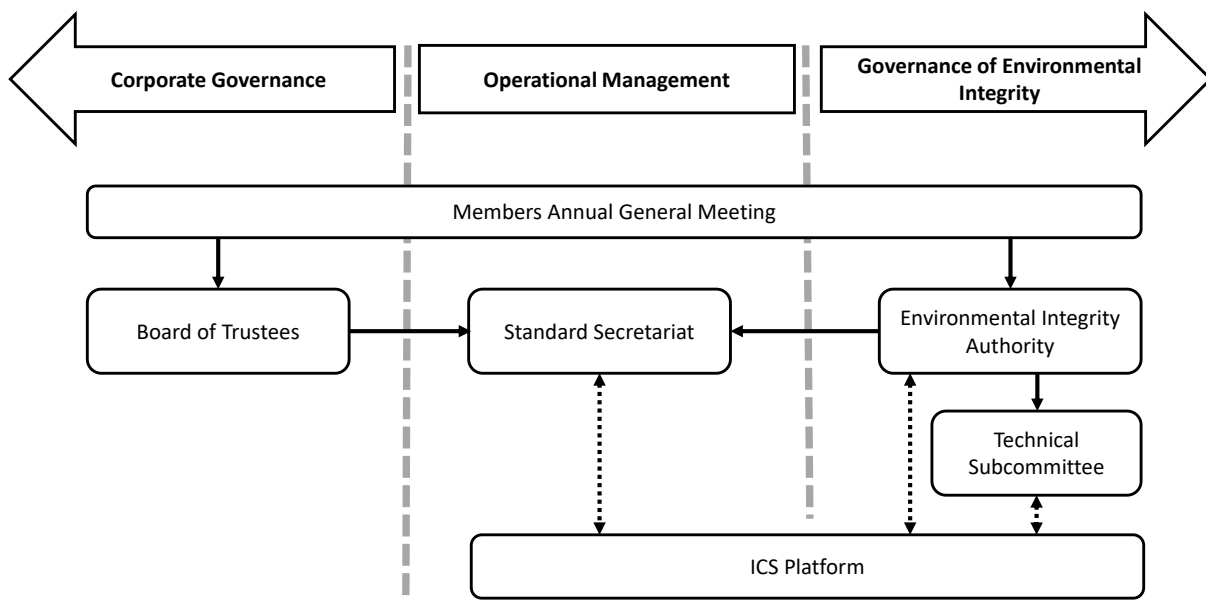 Corporate Governance
Operational Management
Governance of Environmental
Integrity
Members Annual General Meeting
Board of Trustees
Standard Secretariat
Environmental Integrity
Authority
Technical
Subcommittee
ICS Platform